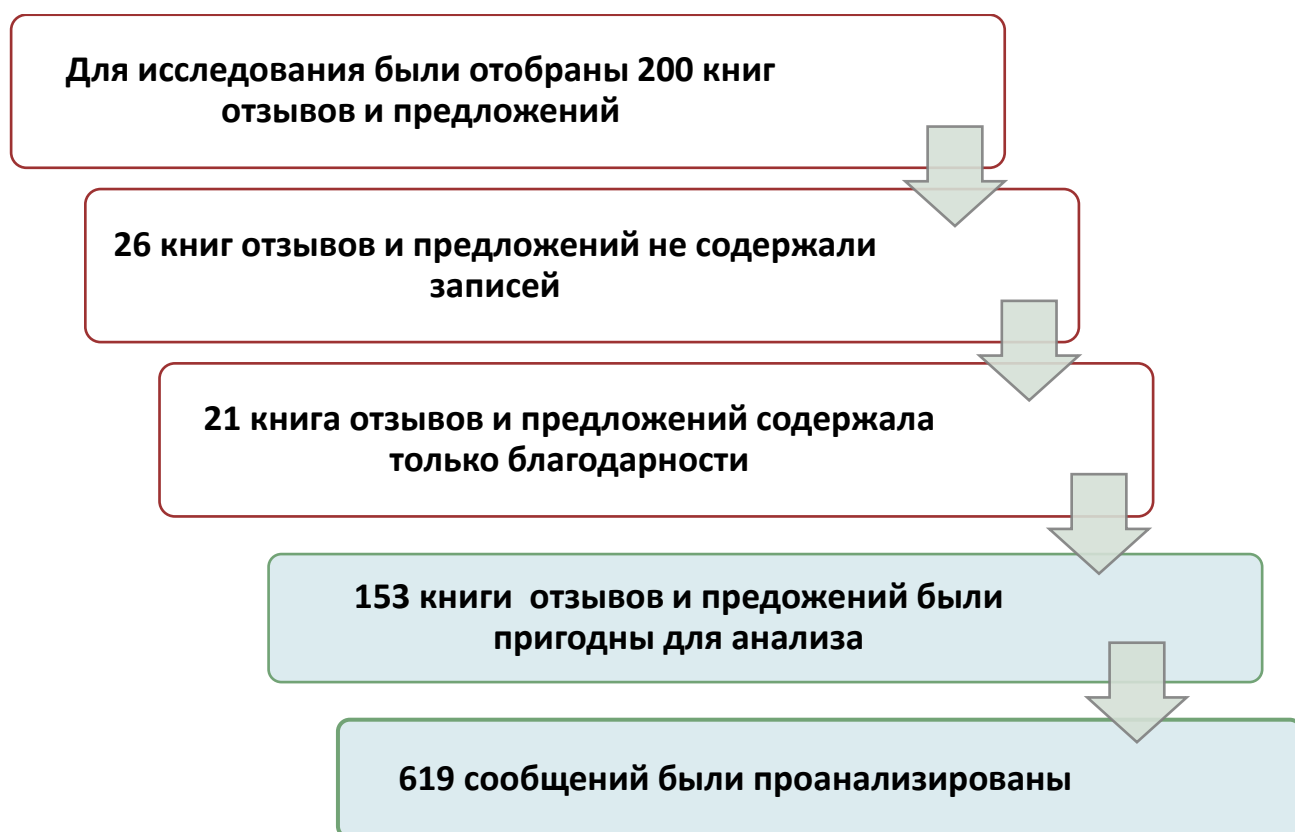 Для исследования были отобраны 200 книг
отзывов и предложений
26 книг отзывов и предложений не содержали
записей
21 книга отзывов и предложений содержала
только благодарности
153 книги  отзывов и предожений были
пригодны для анализа
619 сообщений были проанализированы